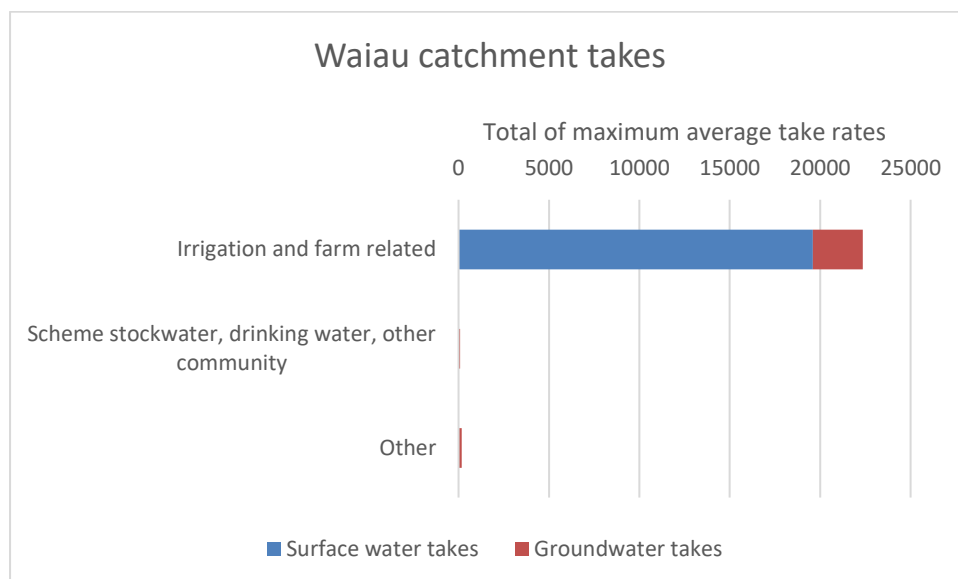 Waiau catchment takes
Total of maximum average take rates
0 5000 10000 15000 20000 25000
Irrigation and farm related
Scheme stockwater, drinking water, other
community
Other
Surface water takes Groundwater takes